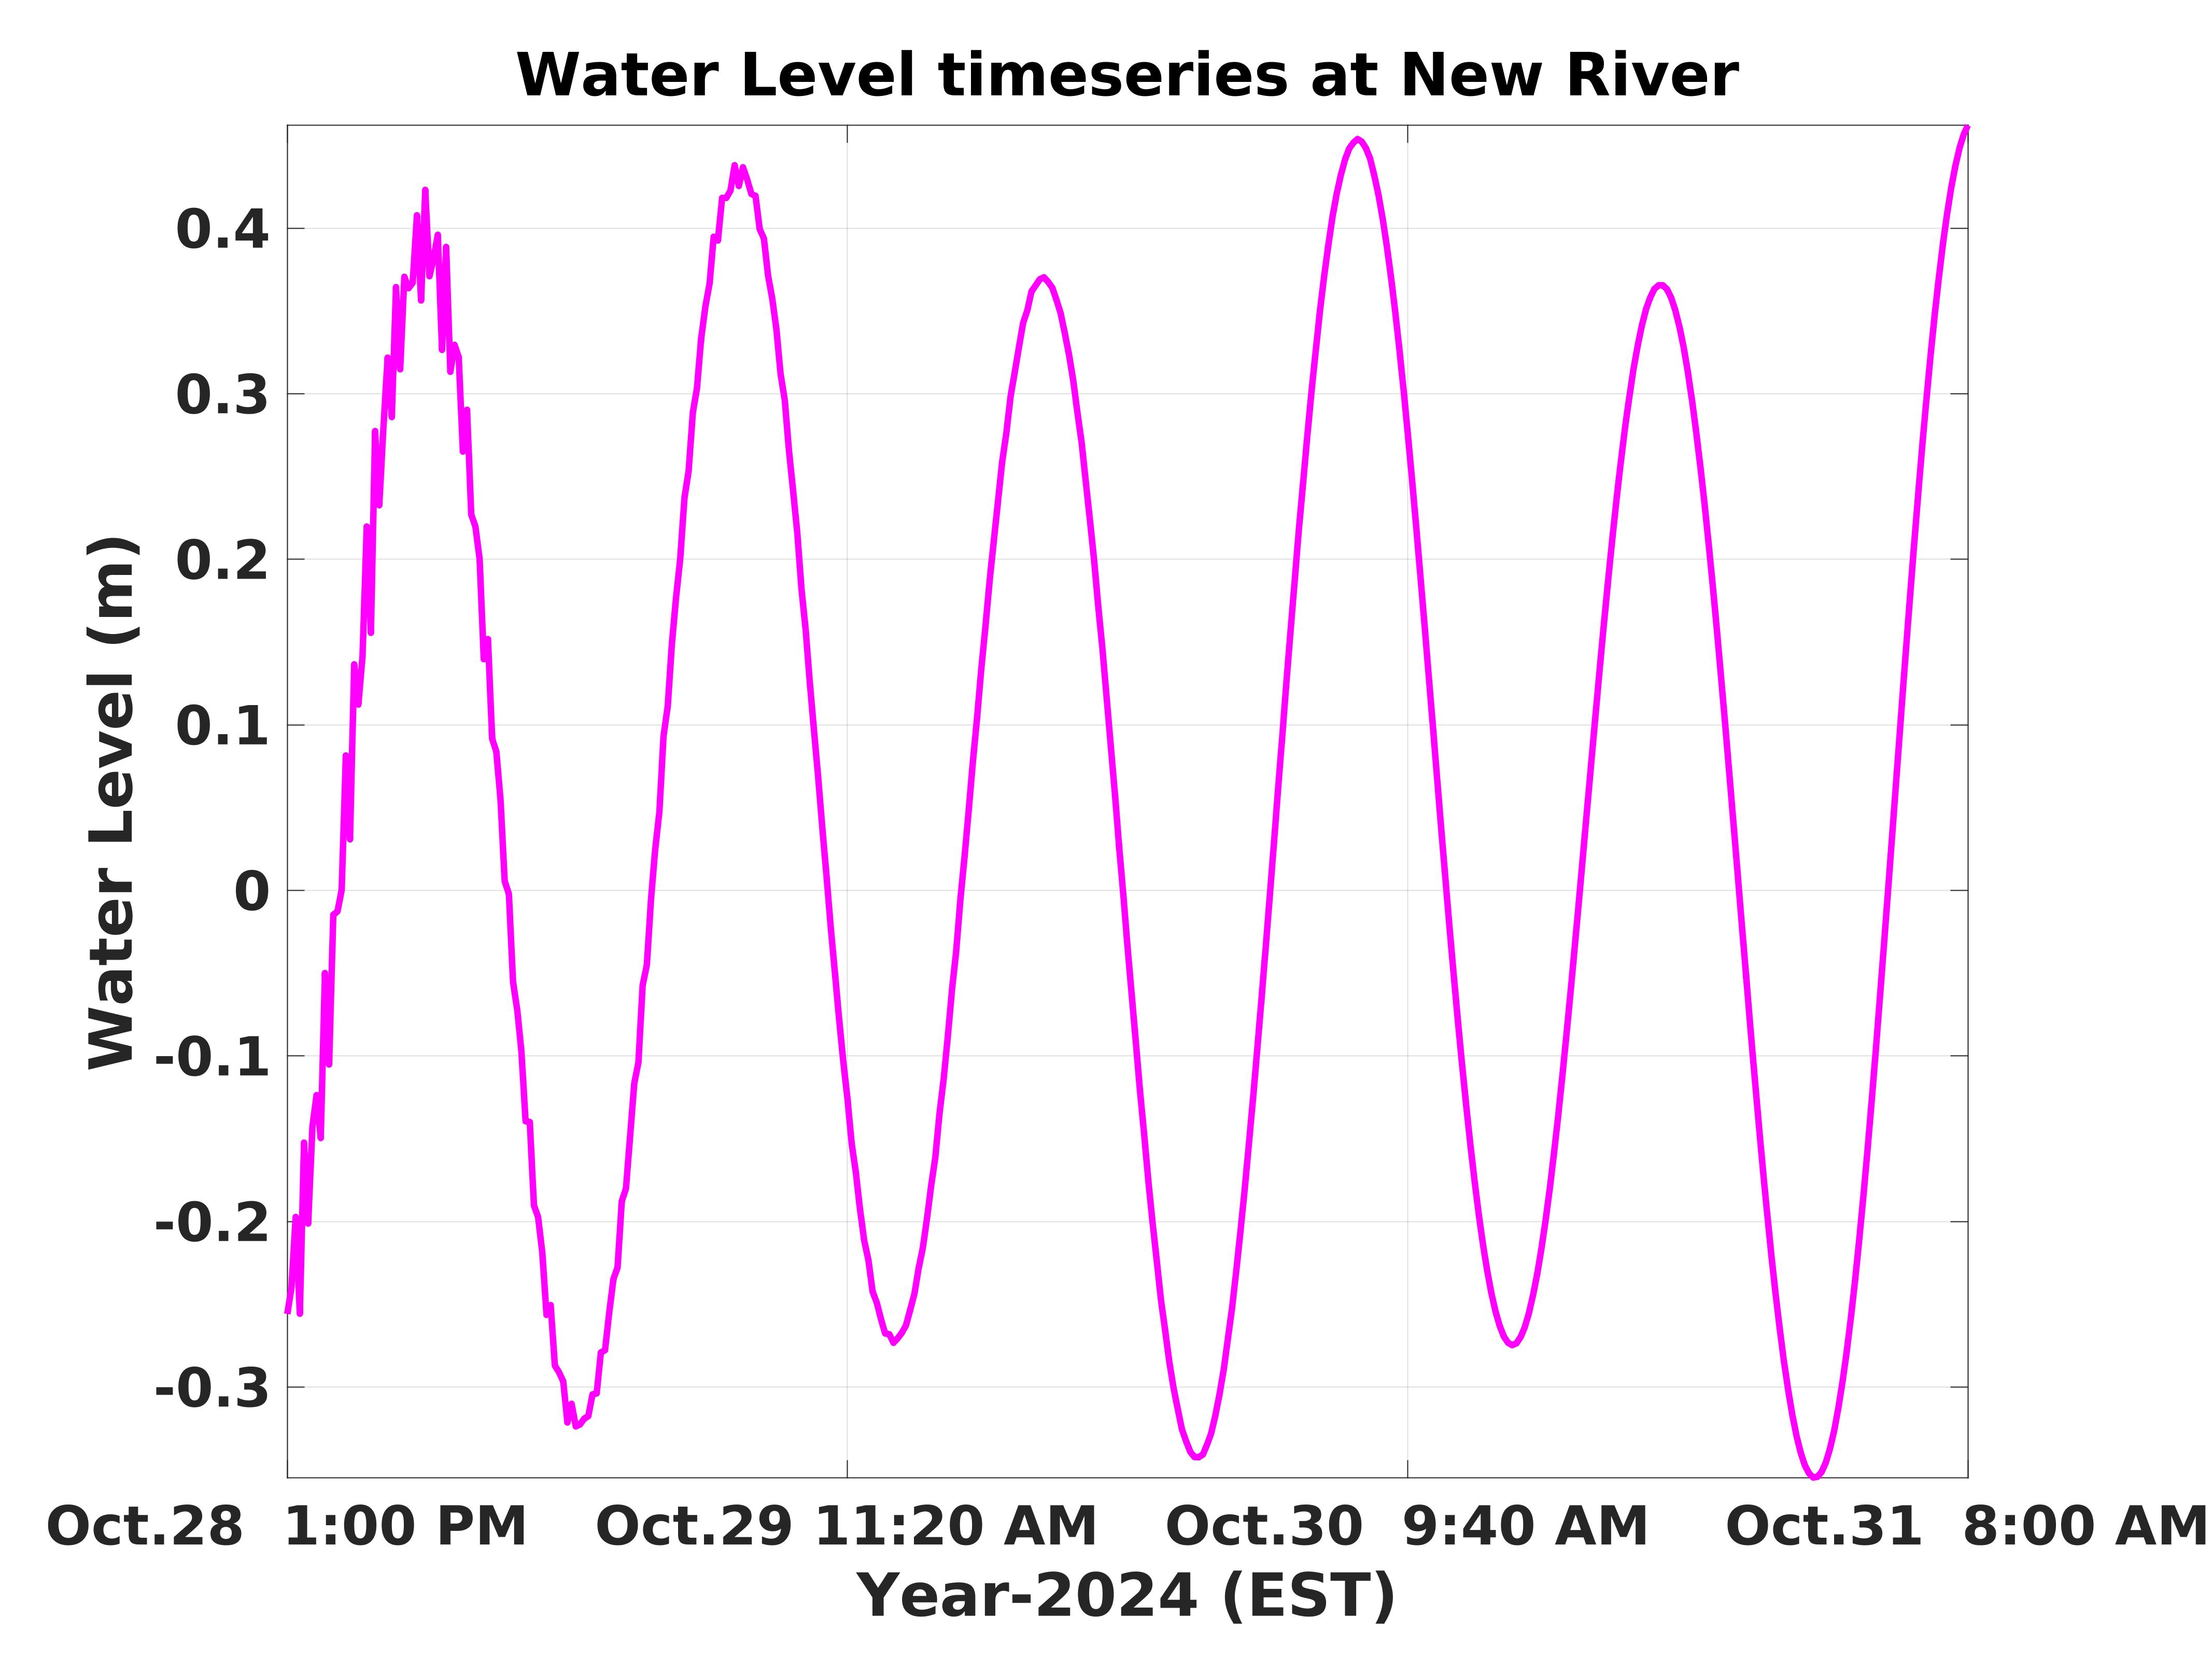 Water Level timeseries at New River
Water Level (m)
0.4
0.3
0.2
0.1
0
-0.1
-0.2
-0.3
Oct.28 1:00 PM
Oct.29 11:20 AM
Oct.30 9:40 AM
Oct.31 8:00 AM
Year-2024 (EST)